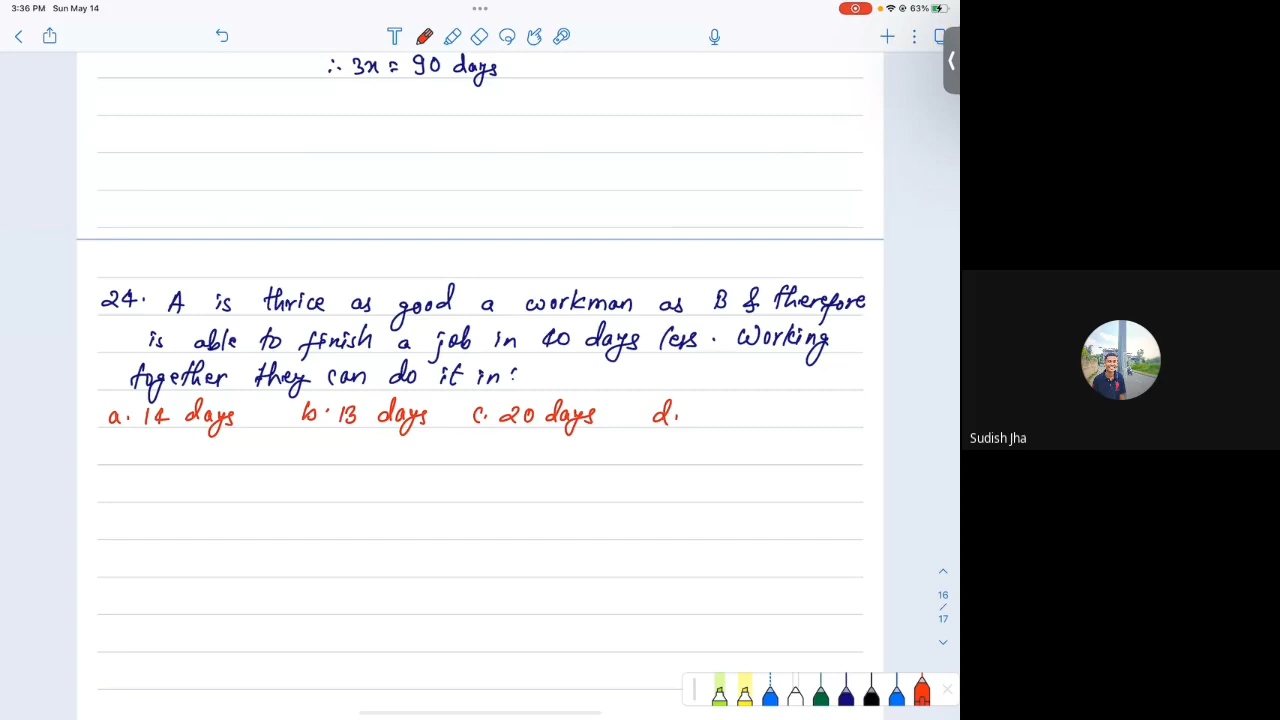 3:36 PM Sun May 14
63%
∴ 3x = 90 days
24. A is thrice as good a workman as B & therefore
is able to finish a job in 40 days less. Working
together they can do it in:
a. 14 days b. 13 days c. 20 days d.
Sudish Jha
16
/
17